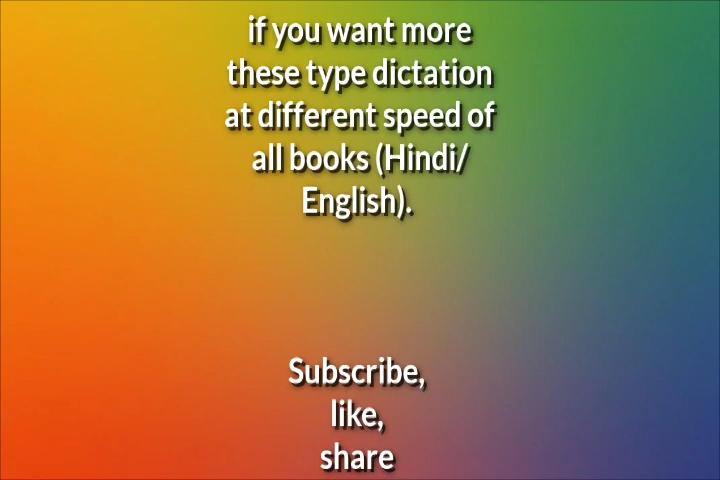 if you want more
these type dictation
at different speed of
all books (Hindi/
English).
Subscribe,
like,
share